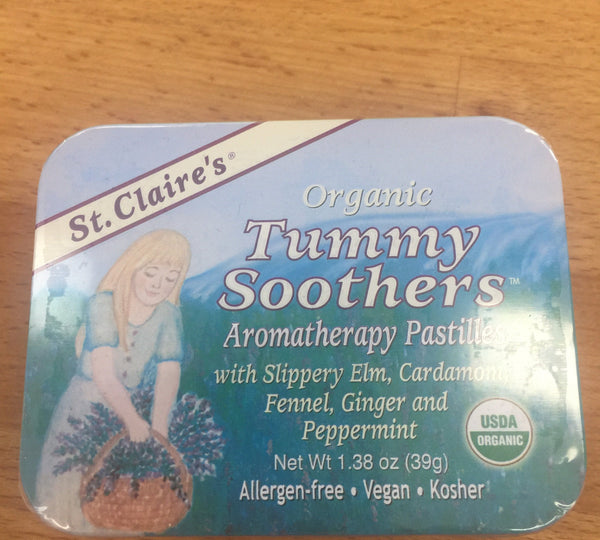 St. Claire's®
Organic
Tummy
Soothers™
Aromatherapy Pastilles
with Slippery Elm, Cardamom,
Fennel, Ginger and
Peppermint
USDA
ORGANIC
Net Wt 1.38 oz (39g)
Allergen-free • Vegan • Kosher